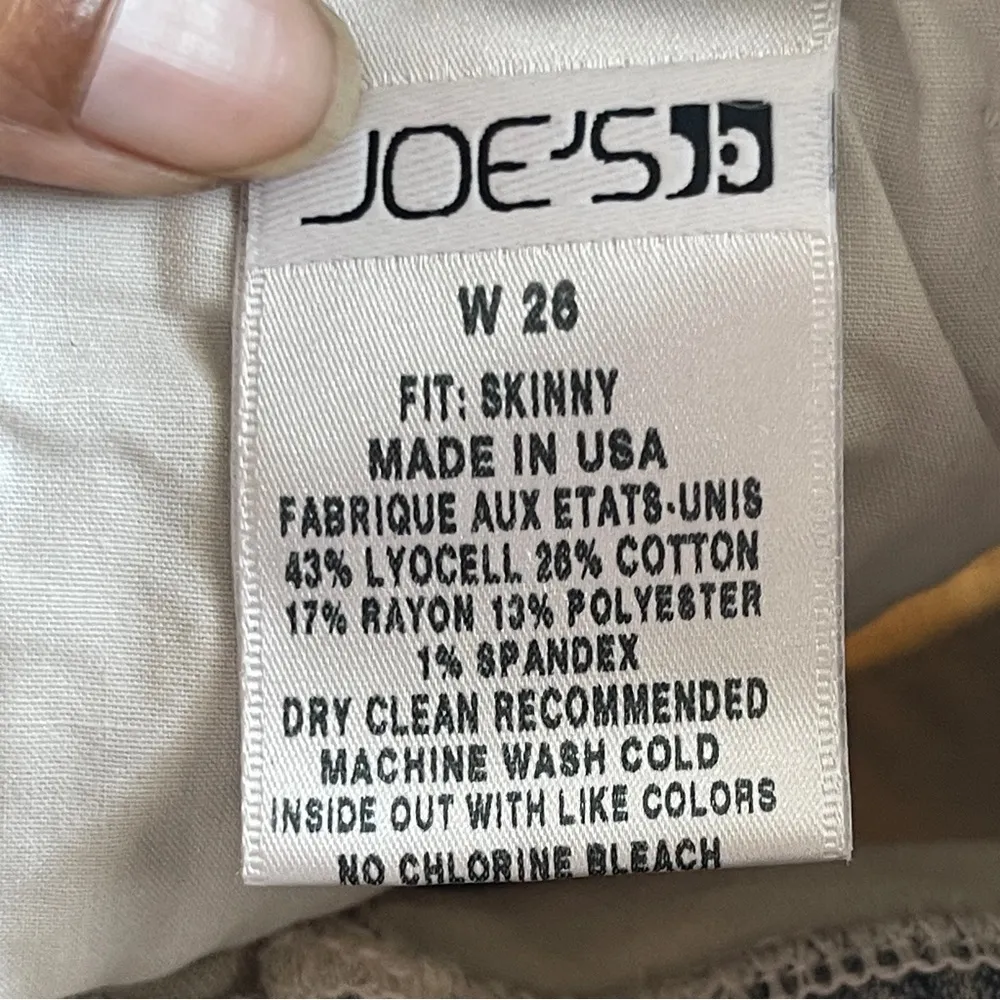 JOE'S
W 26
FIT: SKINNY
MADE IN USA
FABRIQUE AUX ETATS-UNIS
43% LYOCELL 26% COTTON
17% RAYON 13% POLYESTER
1% SPANDEX
DRY CLEAN RECOMMENDED
MACHINE WASH COLD
INSIDE OUT WITH LIKE COLORS
NO CHLORINE BLEACH